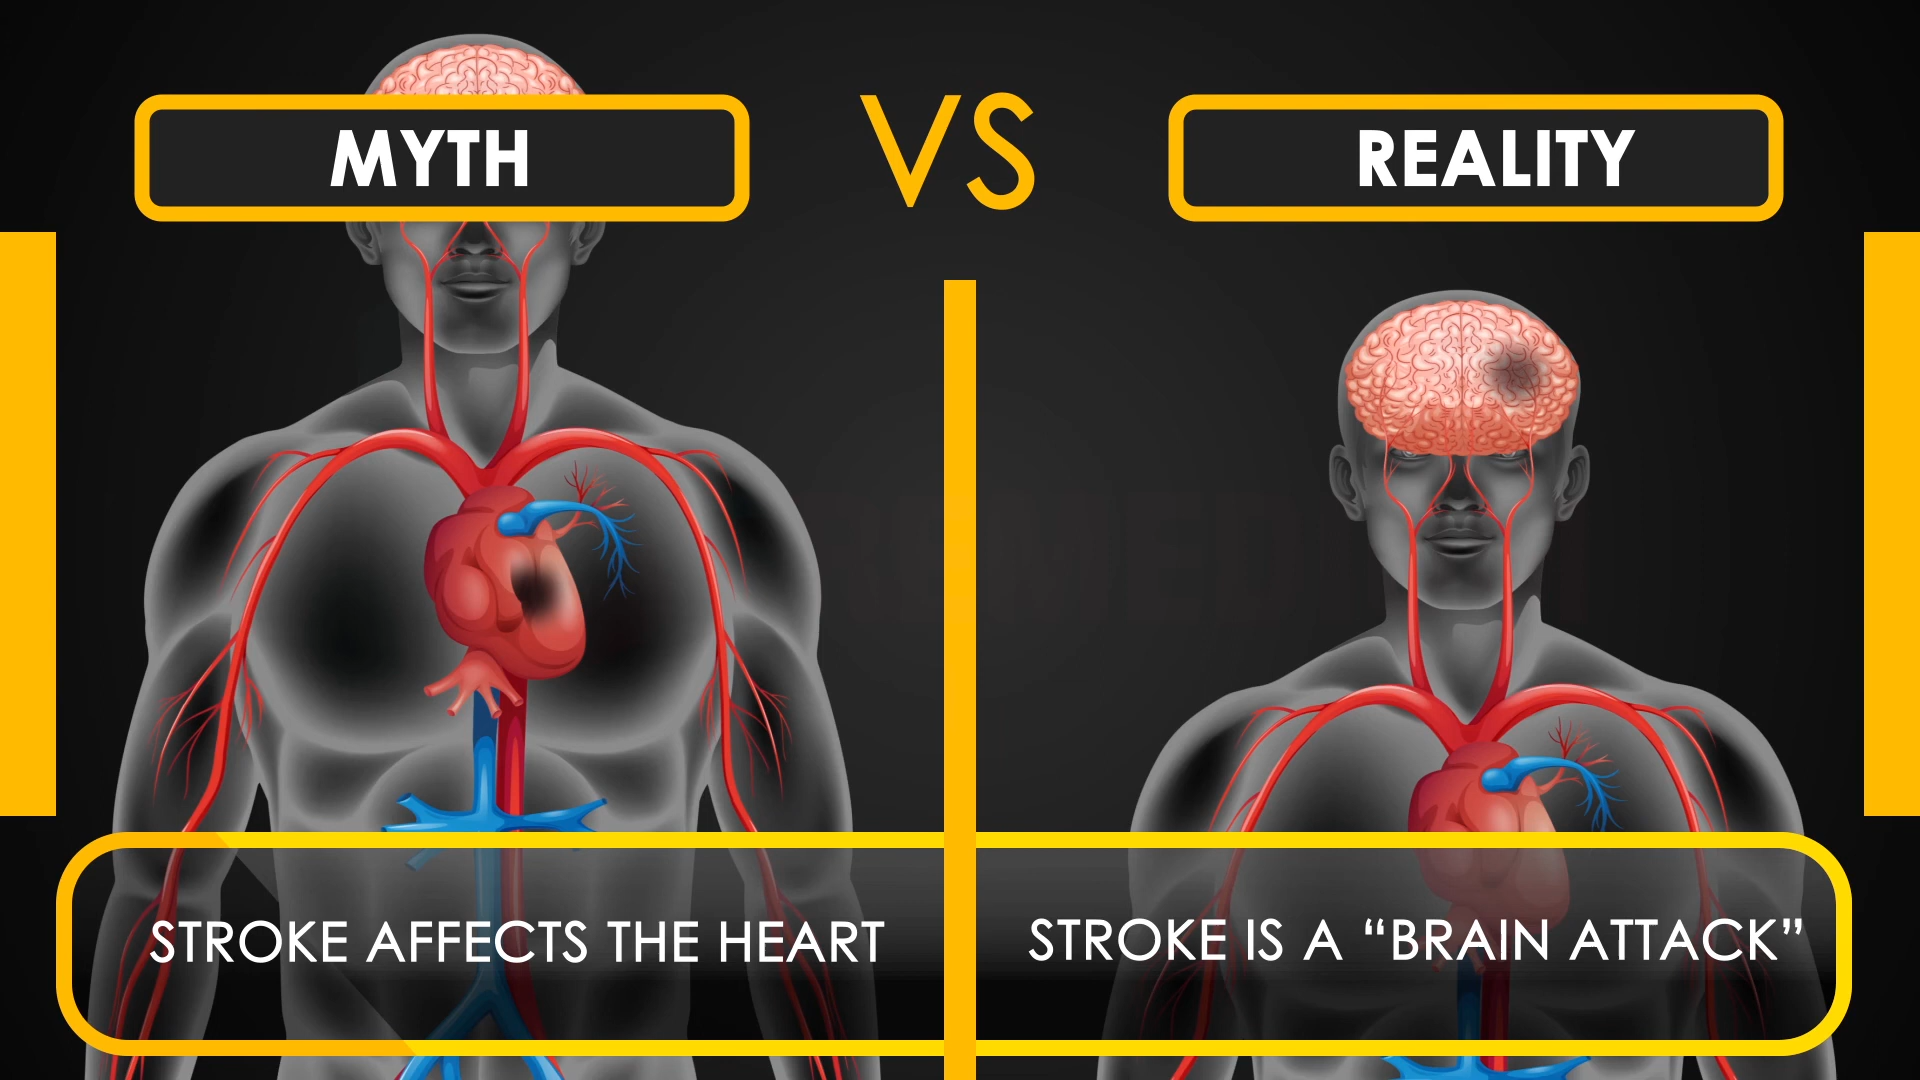 MYTH
VS
REALITY
STROKE AFFECTS THE HEART
STROKE IS A “BRAIN ATTACK”